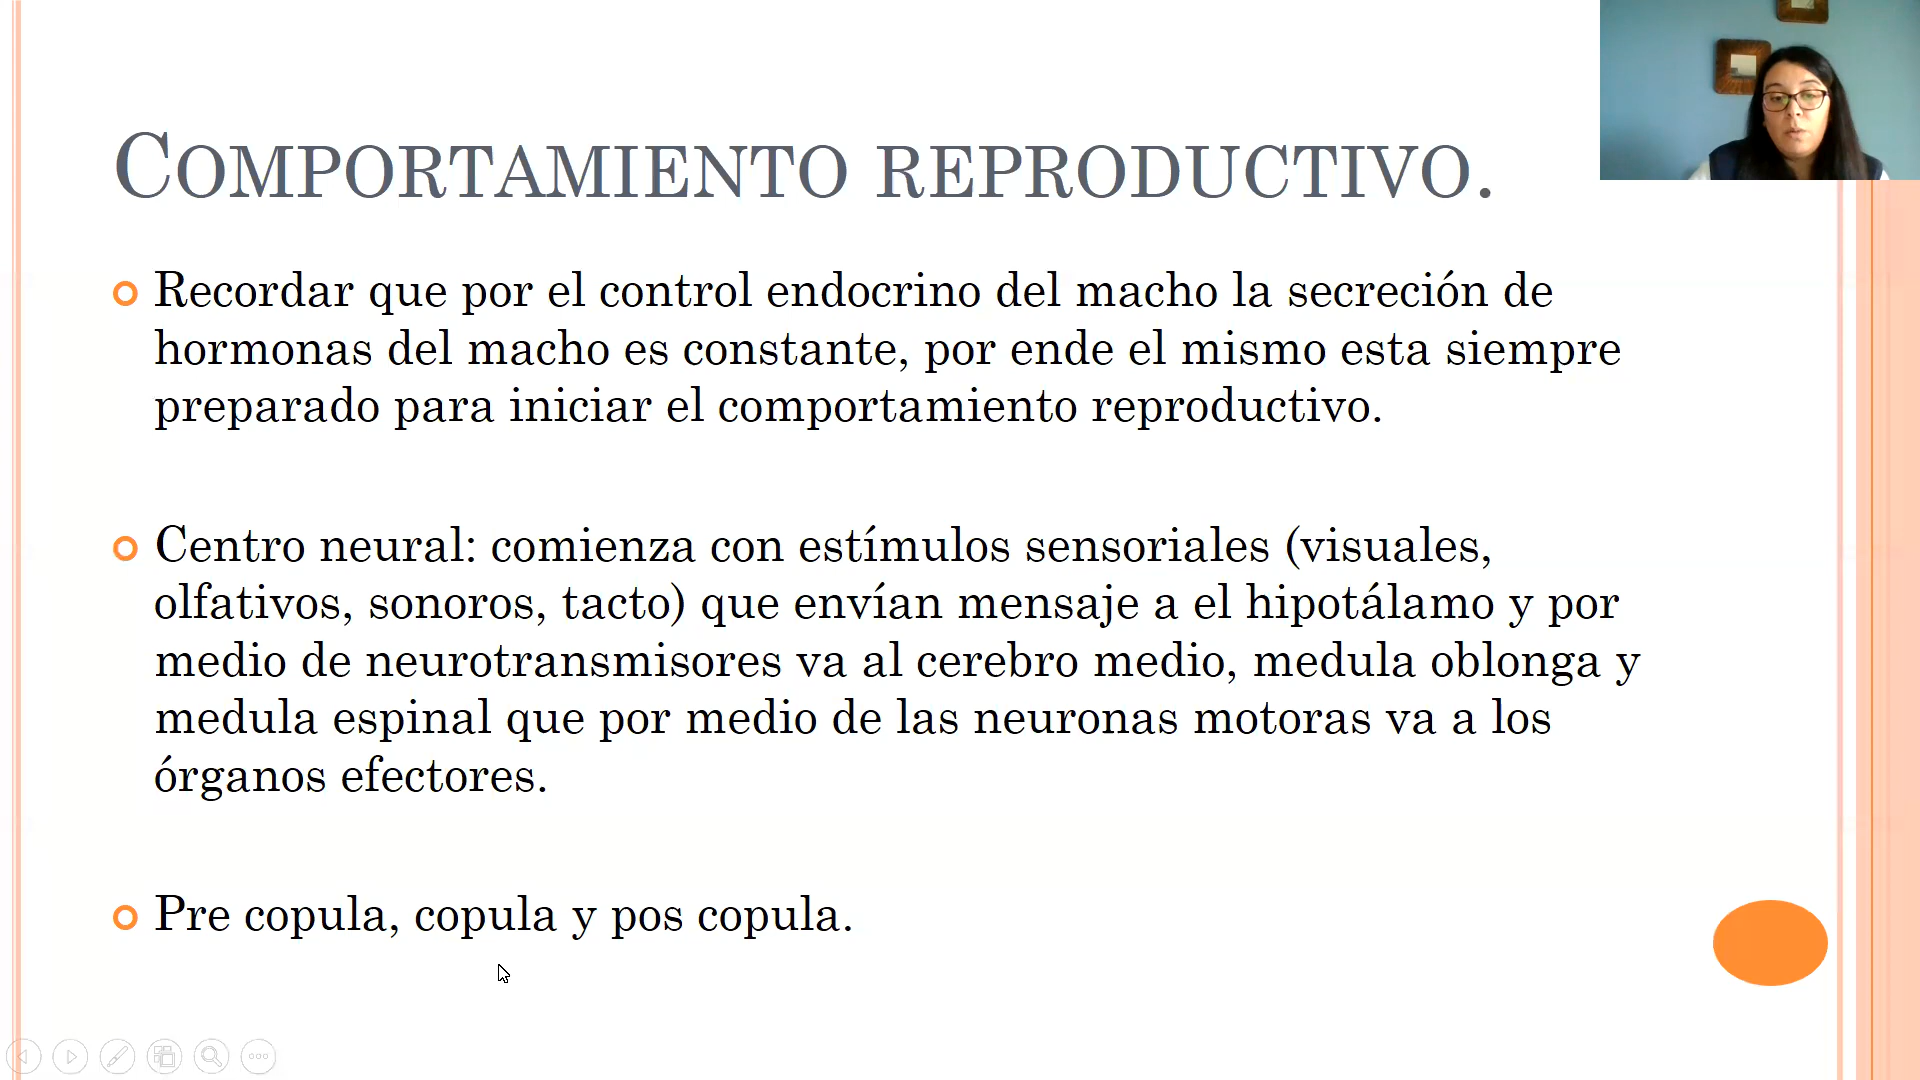 COMPORTAMIENTO REPRODUCTIVO.
Recordar que por el control endocrino del macho la secreción de
hormonas del macho es constante, por ende el mismo esta siempre
preparado para iniciar el comportamiento reproductivo.
Centro neural: comienza con estímulos sensoriales (visuales,
olfativos, sonoros, tacto) que envían mensaje a el hipotálamo y por
medio de neurotransmisores va al cerebro medio, medula oblonga y
medula espinal que por medio de las neuronas motoras va a los
órganos efectores.
Pre copula, copula y pos copula.